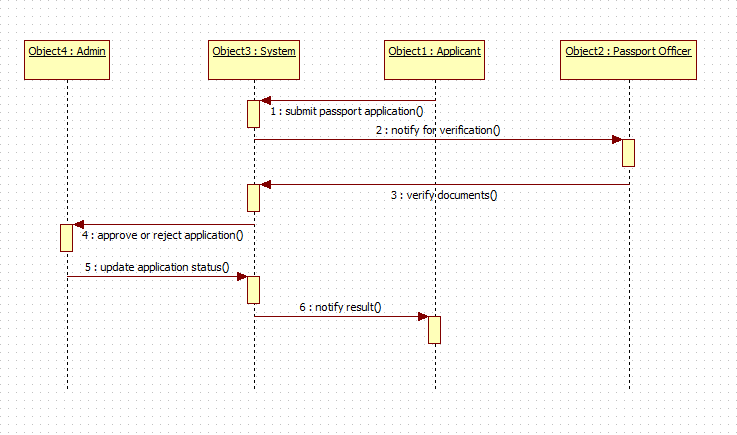 Object4 : Admin
Object3 : System
Object1 : Applicant
Object2 : Passport Officer
1 : submit passport application()
2 : notify for verification()
3 : verify documents()
4 : approve or reject application()
5 : update application status()
6 : notify result()